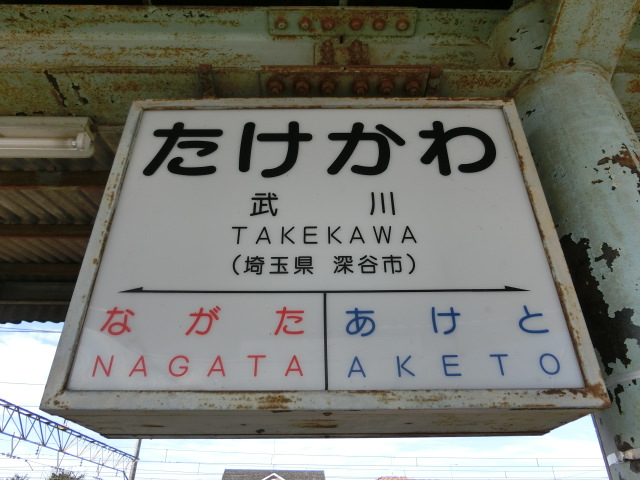 たけかわ
武川
TAKEKAWA
(埼玉県 深谷市)
ながた あけと
NAGATA AKETO